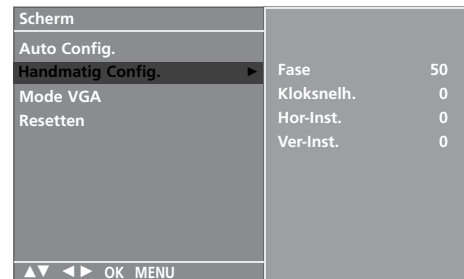 Scherm
Auto Config.
Handmatig Config. ►
Mode VGA
Resetten
Fase 50
Kloksnelh. 0
Hor-Inst. 0
Ver-Inst. 0
▲▼ ◄► OK MENU